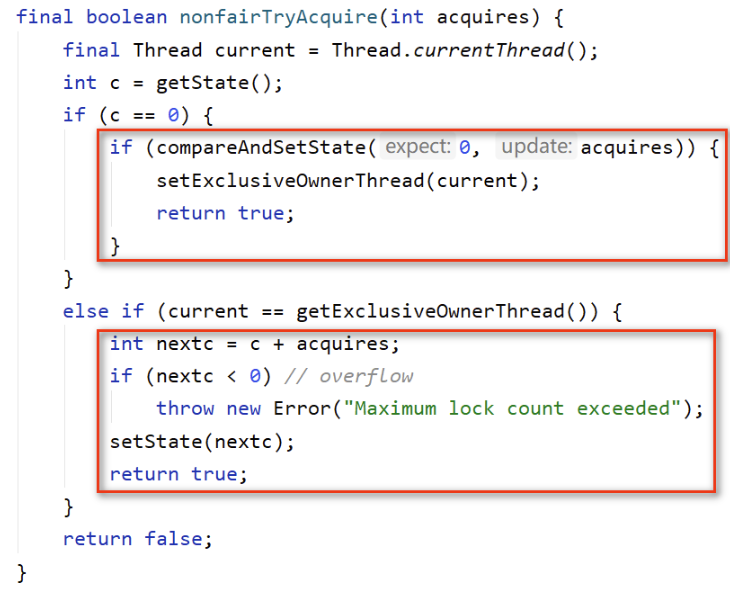 final boolean nonfairTryAcquire(int acquires) {
    final Thread current = Thread.currentThread();
    int c = getState();
    if (c == 0) {
        if (compareAndSetState( expect: 0,  update: acquires)) {
            setExclusiveOwnerThread(current);
            return true;
        }
    }
    else if (current == getExclusiveOwnerThread()) {
        int nextc = c + acquires;
        if (nextc < 0) // overflow
            throw new Error("Maximum lock count exceeded");
        setState(nextc);
        return true;
    }
    return false;
}